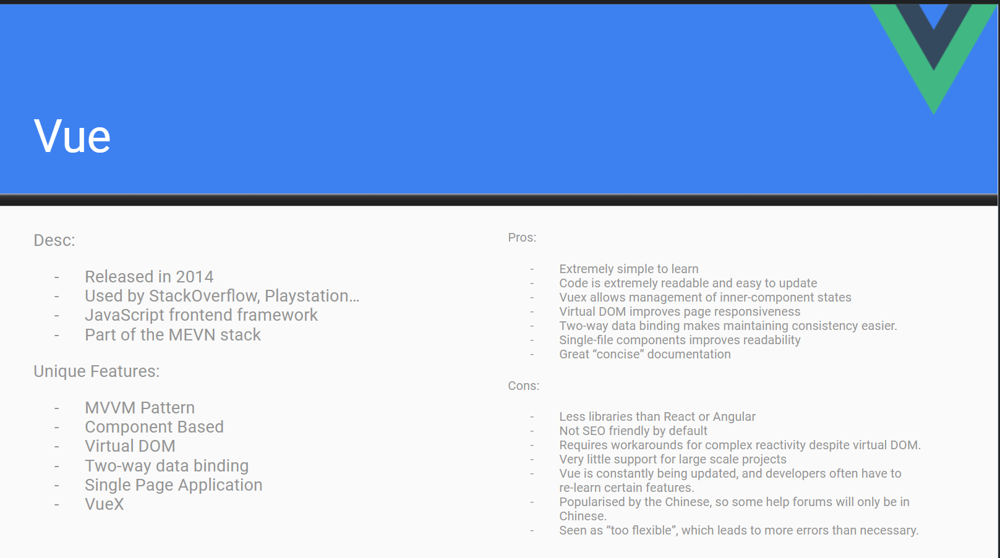 Vue
Desc:
- Released in 2014
- Used by StackOverflow, Playstation...
- JavaScript frontend framework
- Part of the MEVN stack
Unique Features:
- MVVM Pattern
- Component Based
- Virtual DOM
- Two-way data binding
- Single Page Application
- VueX
Pros:
- Extremely simple to learn
- Code is extremely readable and easy to update
- Vuex allows management of inner-component states
- Virtual DOM improves page responsiveness
- Two-way data binding makes maintaining consistency easier.
- Single-file components improves readability
- Great “concise” documentation
Cons:
- Less libraries than React or Angular
- Not SEO friendly by default
- Requires workarounds for complex reactivity despite virtual DOM.
- Very little support for large scale projects
- Vue is constantly being updated, and developers often have to
re-learn certain features.
- Popularised by the Chinese, so some help forums will only be in
Chinese.
- Seen as “too flexible”, which leads to more errors than necessary.